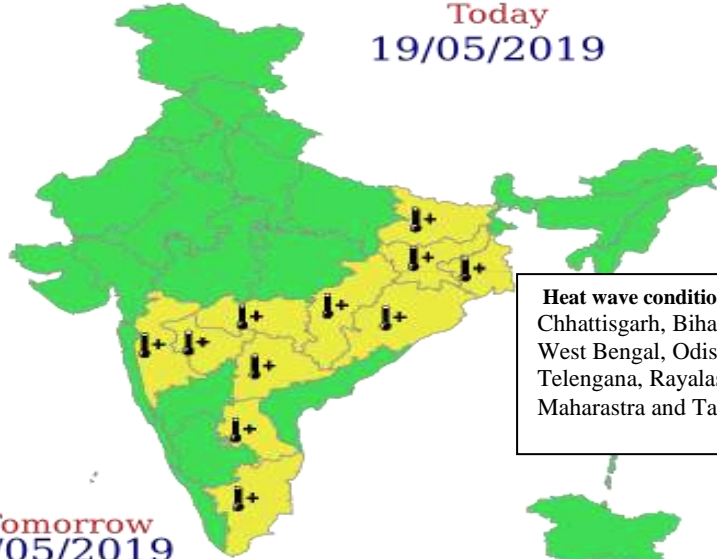 Today
19/05/2019
Heat wave conditio
Chhattisgarh, Biha
West Bengal, Odis
Telengana, Rayalas
Maharastra and Ta
omorrow
/05/2019